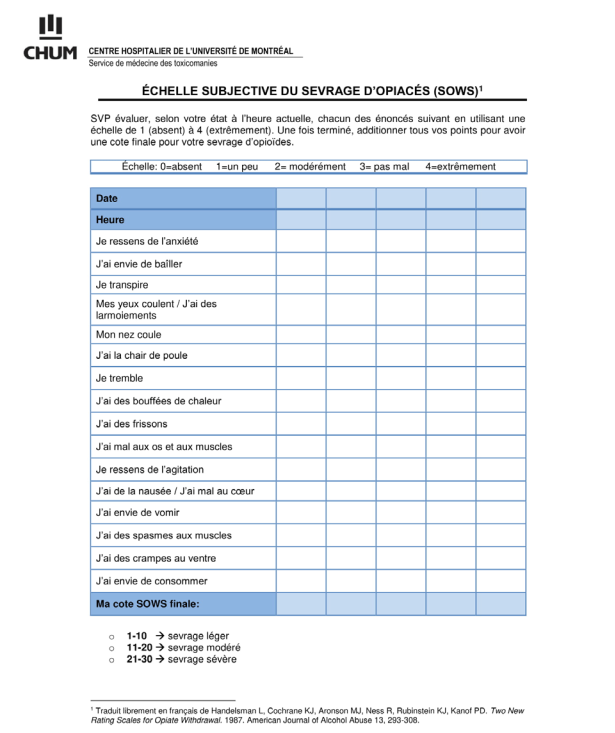 CHUM
CENTRE HOSPITALIER DE L'UNIVERSITÉ DE MONTRÉAL
Service de médecine des toxicomanies
ÉCHELLE SUBJECTIVE DU SEVRAGE D'OPIACÉS (SOWS)¹
SVP évaluer, selon votre état à l'heure actuelle, chacun des énoncés suivant en utilisant une
échelle de 1 (absent) à 4 (extrêmement). Une fois terminé, additionner tous vos points pour avoir
une cote finale pour votre sevrage d'opioïdes.
Échelle: 0=absent 1=un peu 2= modérément 3= pas mal 4=extrêmement
Date
Heure
Je ressens de l'anxiété
J'ai envie de baîller
Je transpire
Mes yeux coulent / J'ai des
larmoiements
Mon nez coule
J'ai la chair de poule
Je tremble
J'ai des bouffées de chaleur
J'ai des frissons
J'ai mal aux os et aux muscles
Je ressens de l'agitation
J'ai de la nausée / J'ai mal au cœur
J'ai envie de vomir
J'ai des spasmes aux muscles
J'ai des crampes au ventre
J'ai envie de consommer
Ma cote SOWS finale:
o 1-10 → sevrage léger
o 11-20 → sevrage modéré
o 21-30 → sevrage sévère
¹ Traduit librement en français de Handelsman L, Cochrane KJ, Aronson MJ, Ness R, Rubinstein KJ, Kanof PD. Two New
Rating Scales for Opiate Withdrawal. 1987. American Journal of Alcohol Abuse 13, 293-308.